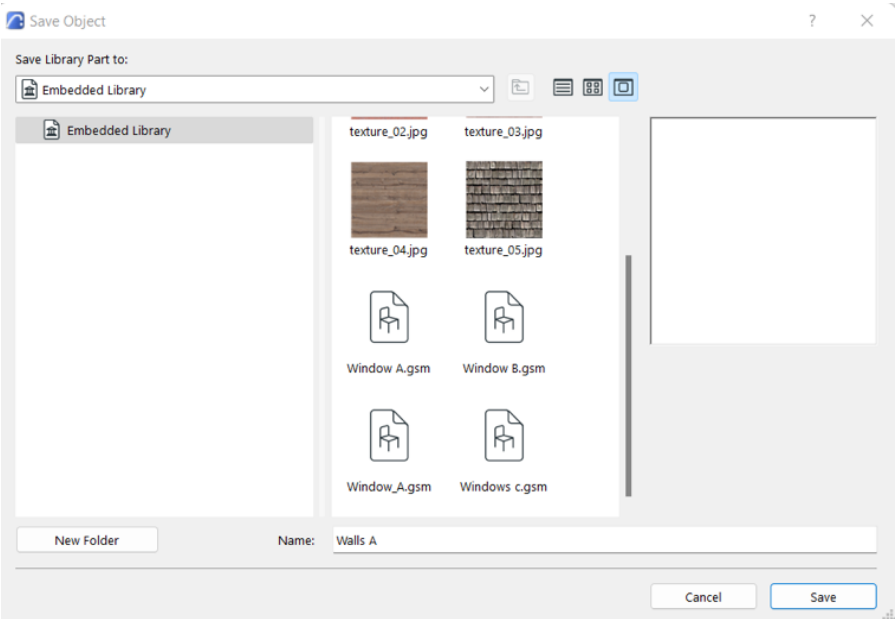 Save Object
?
Save Library Part to:
Embedded Library
Embedded Library
texture_02.jpg texture_03.jpg
texture_04.jpg texture_05.jpg
Window A.gsm Window B.gsm
Window_A.gsm Windows c.gsm
New Folder
Name: Walls A
Cancel Save